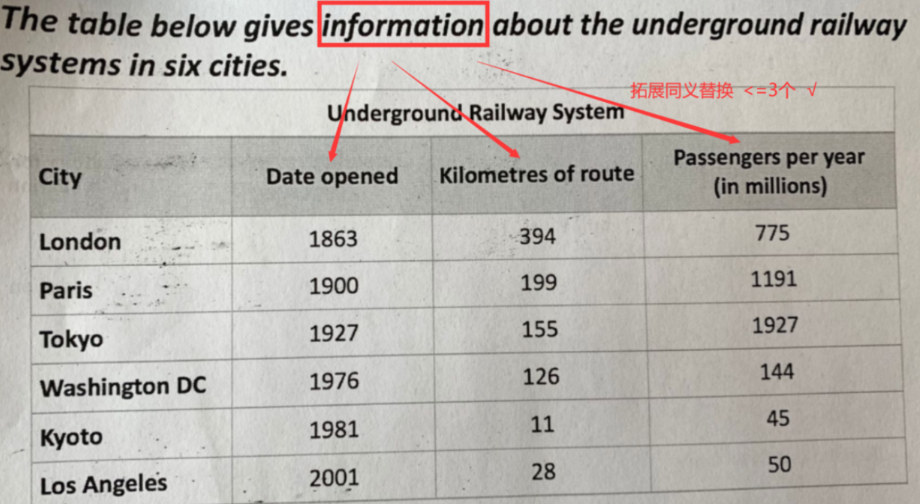 The table below gives information about the underground railway
systems in six cities.
拓展同义替换 <=3个 √
Underground Railway System
City Date opened Kilometres of route Passengers per year (in millions)
London 1863 394 775
Paris 1900 199 1191
Tokyo 1927 155 1927
Washington DC 1976 126 144
Kyoto 1981 11 45
Los Angeles 2001 28 50